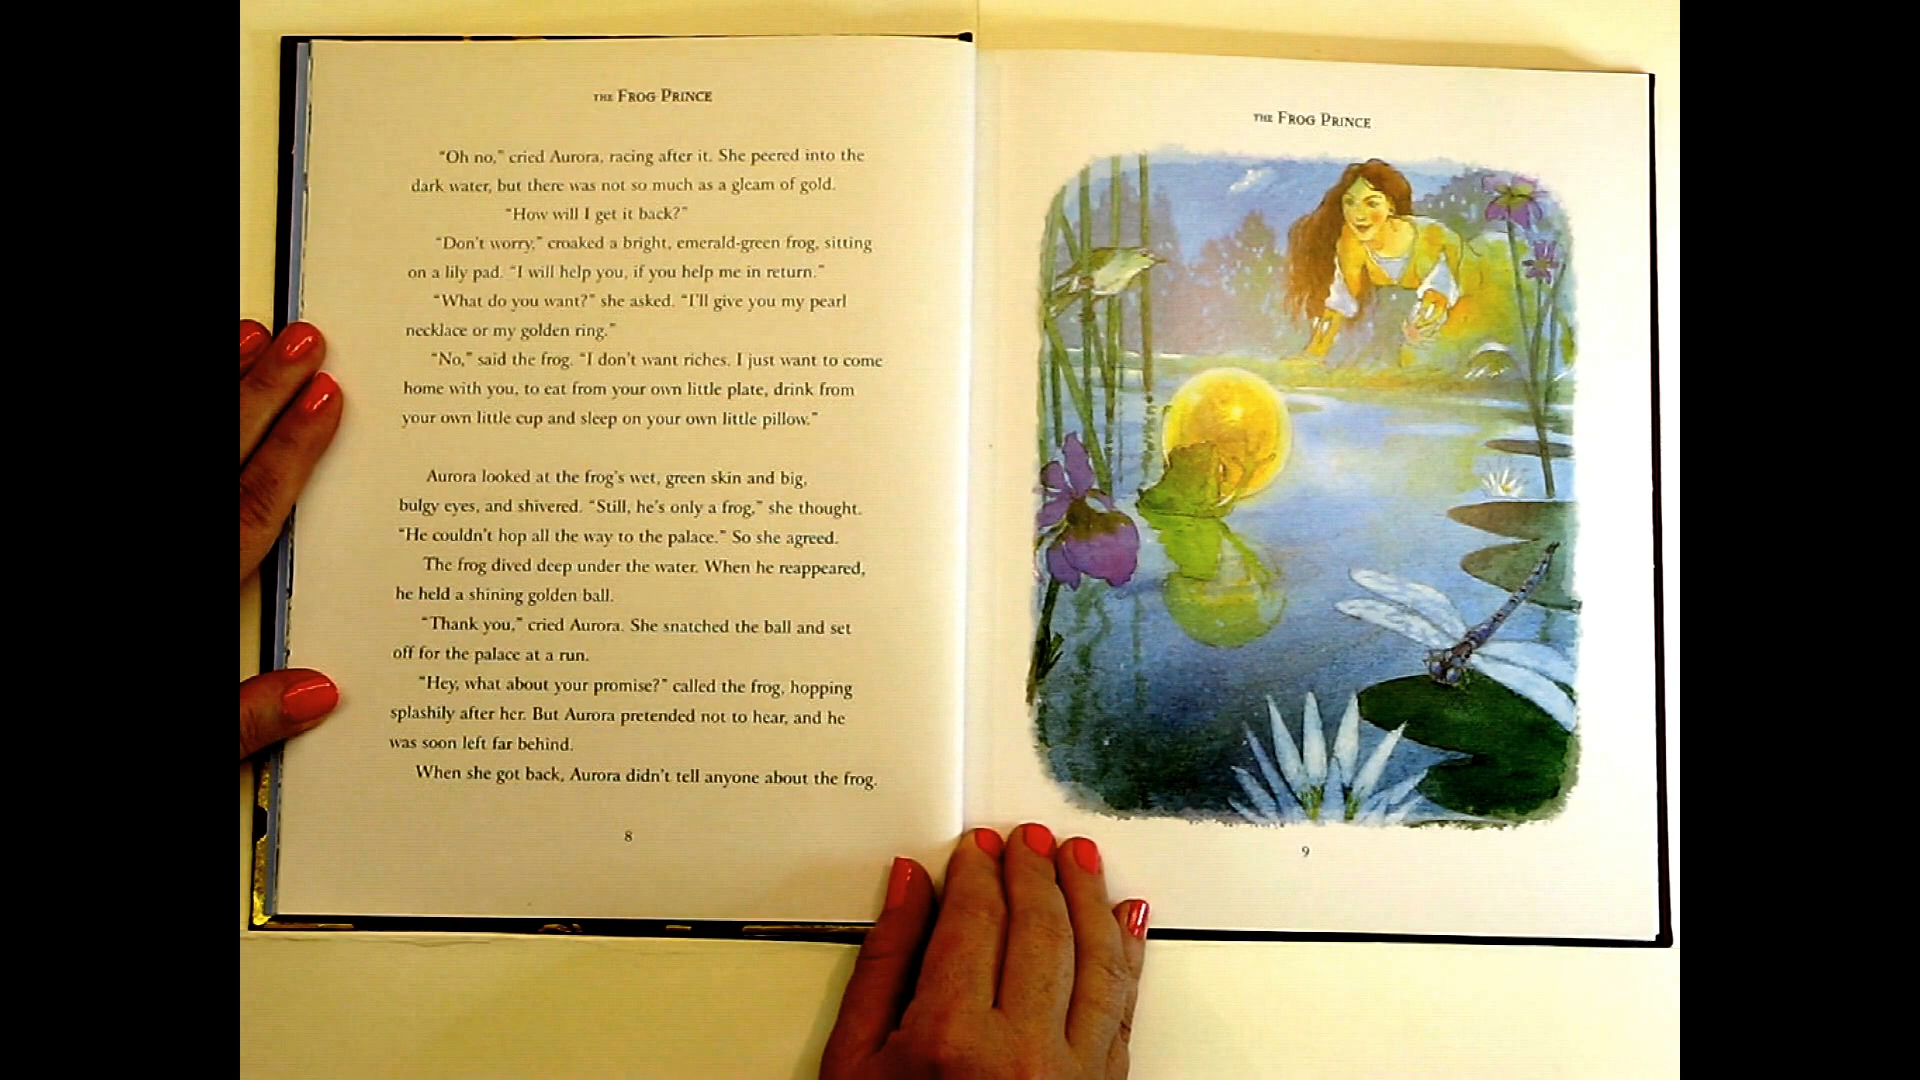 THE FROG PRINCE
“Oh no,” cried Aurora, racing after it. She peered into the
dark water, but there was not so much as a gleam of gold.
“How will I get it back?”
“Don't worry,” croaked a bright, emerald-green frog, sitting
on a lily pad. “I will help you, if you help me in return.”
“What do you want?” she asked. “I'll give you my pearl
necklace or my golden ring.”
“No,” said the frog. “I don't want riches. I just want to come
home with you, to eat from your own little plate, drink from
your own little cup and sleep on your own little pillow.”
Aurora looked at the frog's wet, green skin and big,
bulgy eyes, and shivered. “Still, he's only a frog,” she thought.
“He couldn't hop all the way to the palace.” So she agreed.
The frog dived deep under the water. When he reappeared,
he held a shining golden ball.
“Thank you,” cried Aurora. She snatched the ball and set
off for the palace at a run.
“Hey, what about your promise?” called the frog, hopping
splashily after her. But Aurora pretended not to hear, and he
was soon left far behind.
When she got back, Aurora didn't tell anyone about the frog.
8
THE FROG PRINCE
9